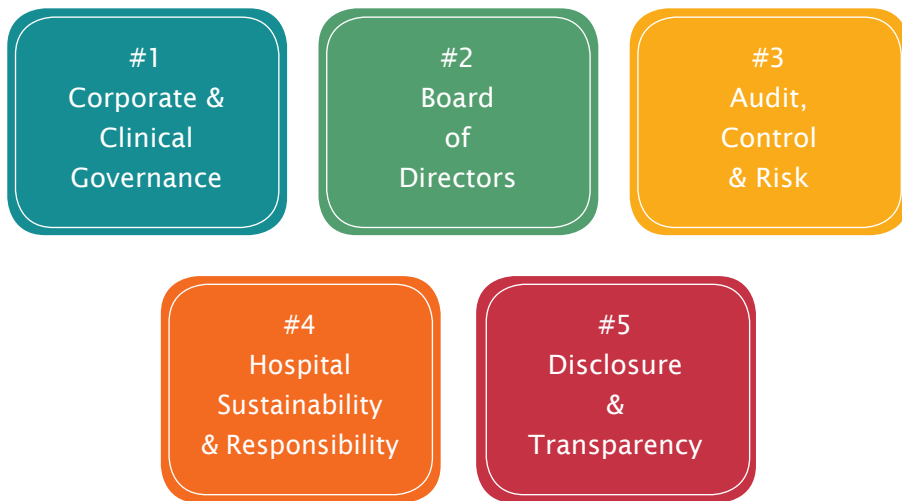 #1
Corporate &
Clinical
Governance
#2
Board
of
Directors
#3
Audit,
Control
& Risk
#4
Hospital
Sustainability
& Responsibility
#5
Disclosure
&
Transparency